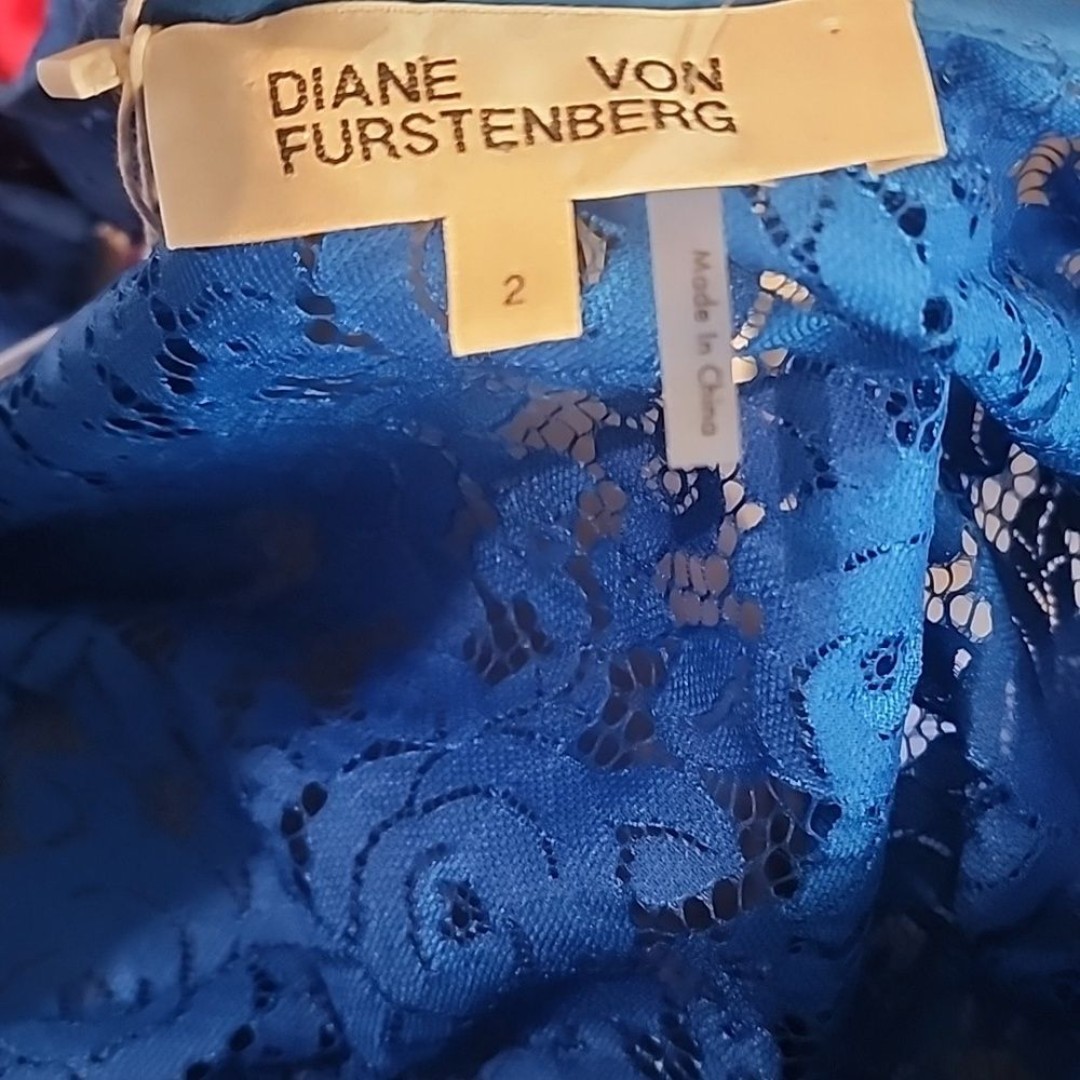 DIANE VON
FURSTENBERG
2
Made In China